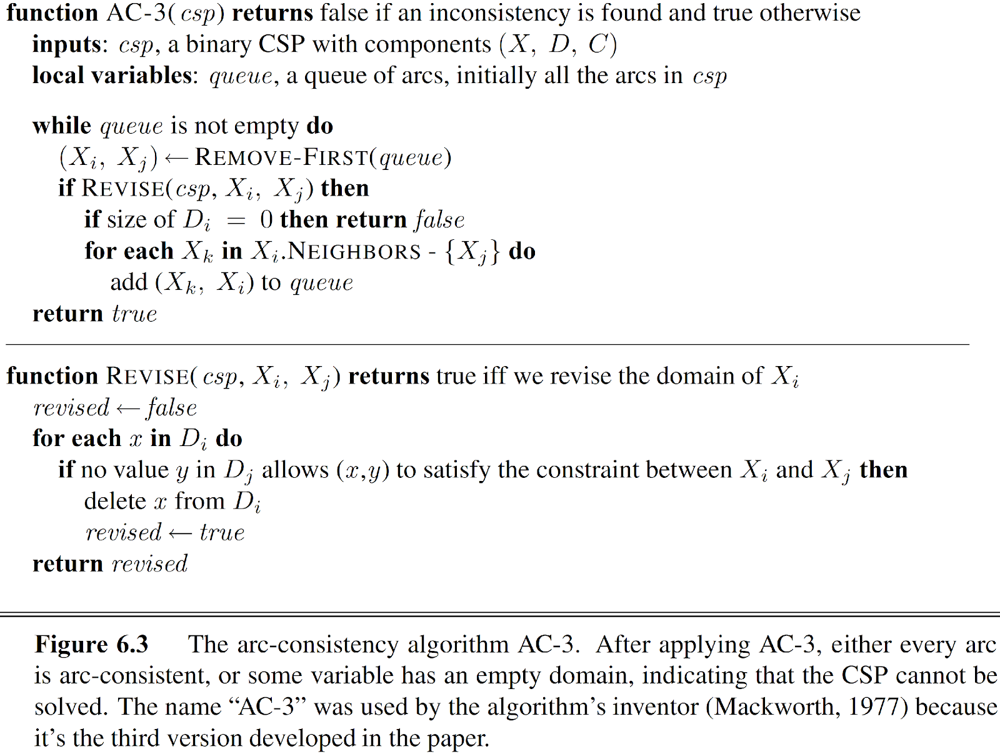 function AC-3( csp) returns false if an inconsistency is found and true otherwise
inputs: csp, a binary CSP with components (X, D, C)
local variables: queue, a queue of arcs, initially all the arcs in csp
while queue is not empty do
(Xi, Xj) ← REMOVE-FIRST(queue)
if REVISE(csp, Xi, Xj) then
if size of Di = 0 then return false
for each Xk in Xi.NEIGHBORS - {Xj} do
add (Xk, Xi) to queue
return true
function REVISE( csp, Xi, Xj) returns true iff we revise the domain of Xi
revised ← false
for each x in Di do
if no value y in Dj allows (x,y) to satisfy the constraint between Xi and Xj then
delete x from Di
revised ← true
return revised
Figure 6.3 The arc-consistency algorithm AC-3. After applying AC-3, either every arc
is arc-consistent, or some variable has an empty domain, indicating that the CSP cannot be
solved. The name “AC-3” was used by the algorithm’s inventor (Mackworth, 1977) because
it’s the third version developed in the paper.